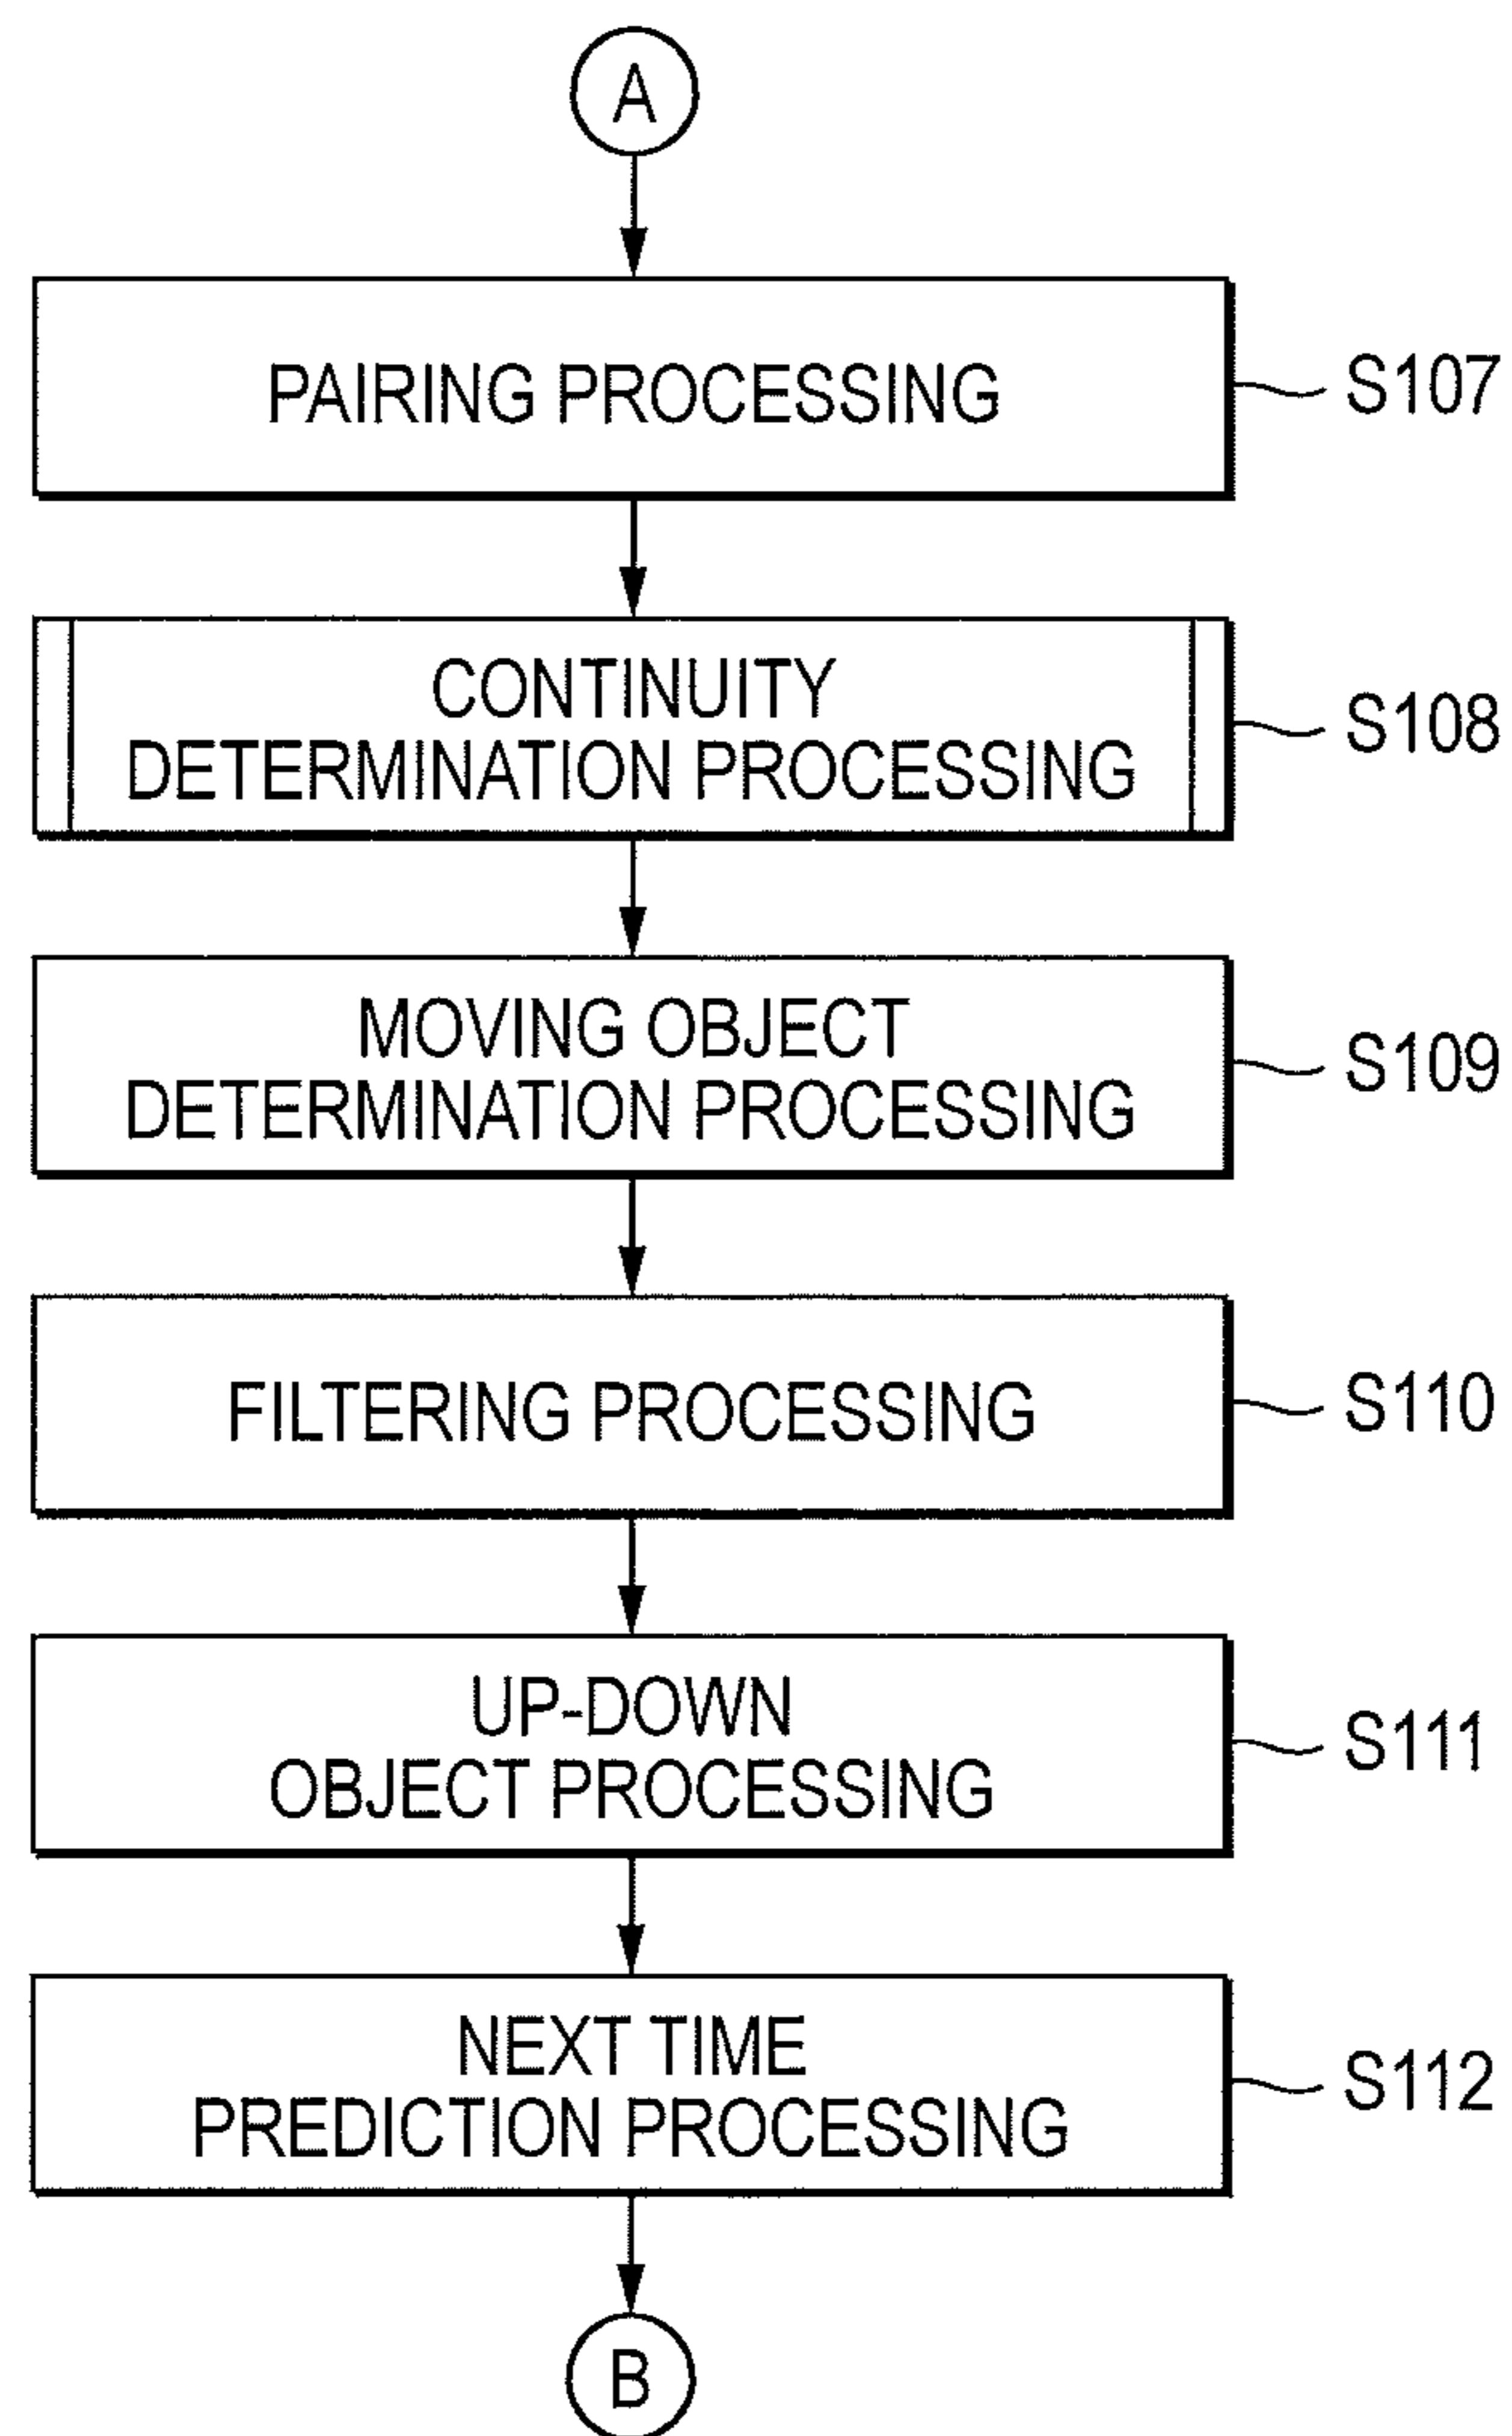 A
PAIRING PROCESSING
S107
CONTINUITY
DETERMINATION PROCESSING
S108
MOVING OBJECT
DETERMINATION PROCESSING
S109
FILTERING PROCESSING
S110
UP-DOWN
OBJECT PROCESSING
S111
NEXT TIME
PREDICTION PROCESSING
S112
B